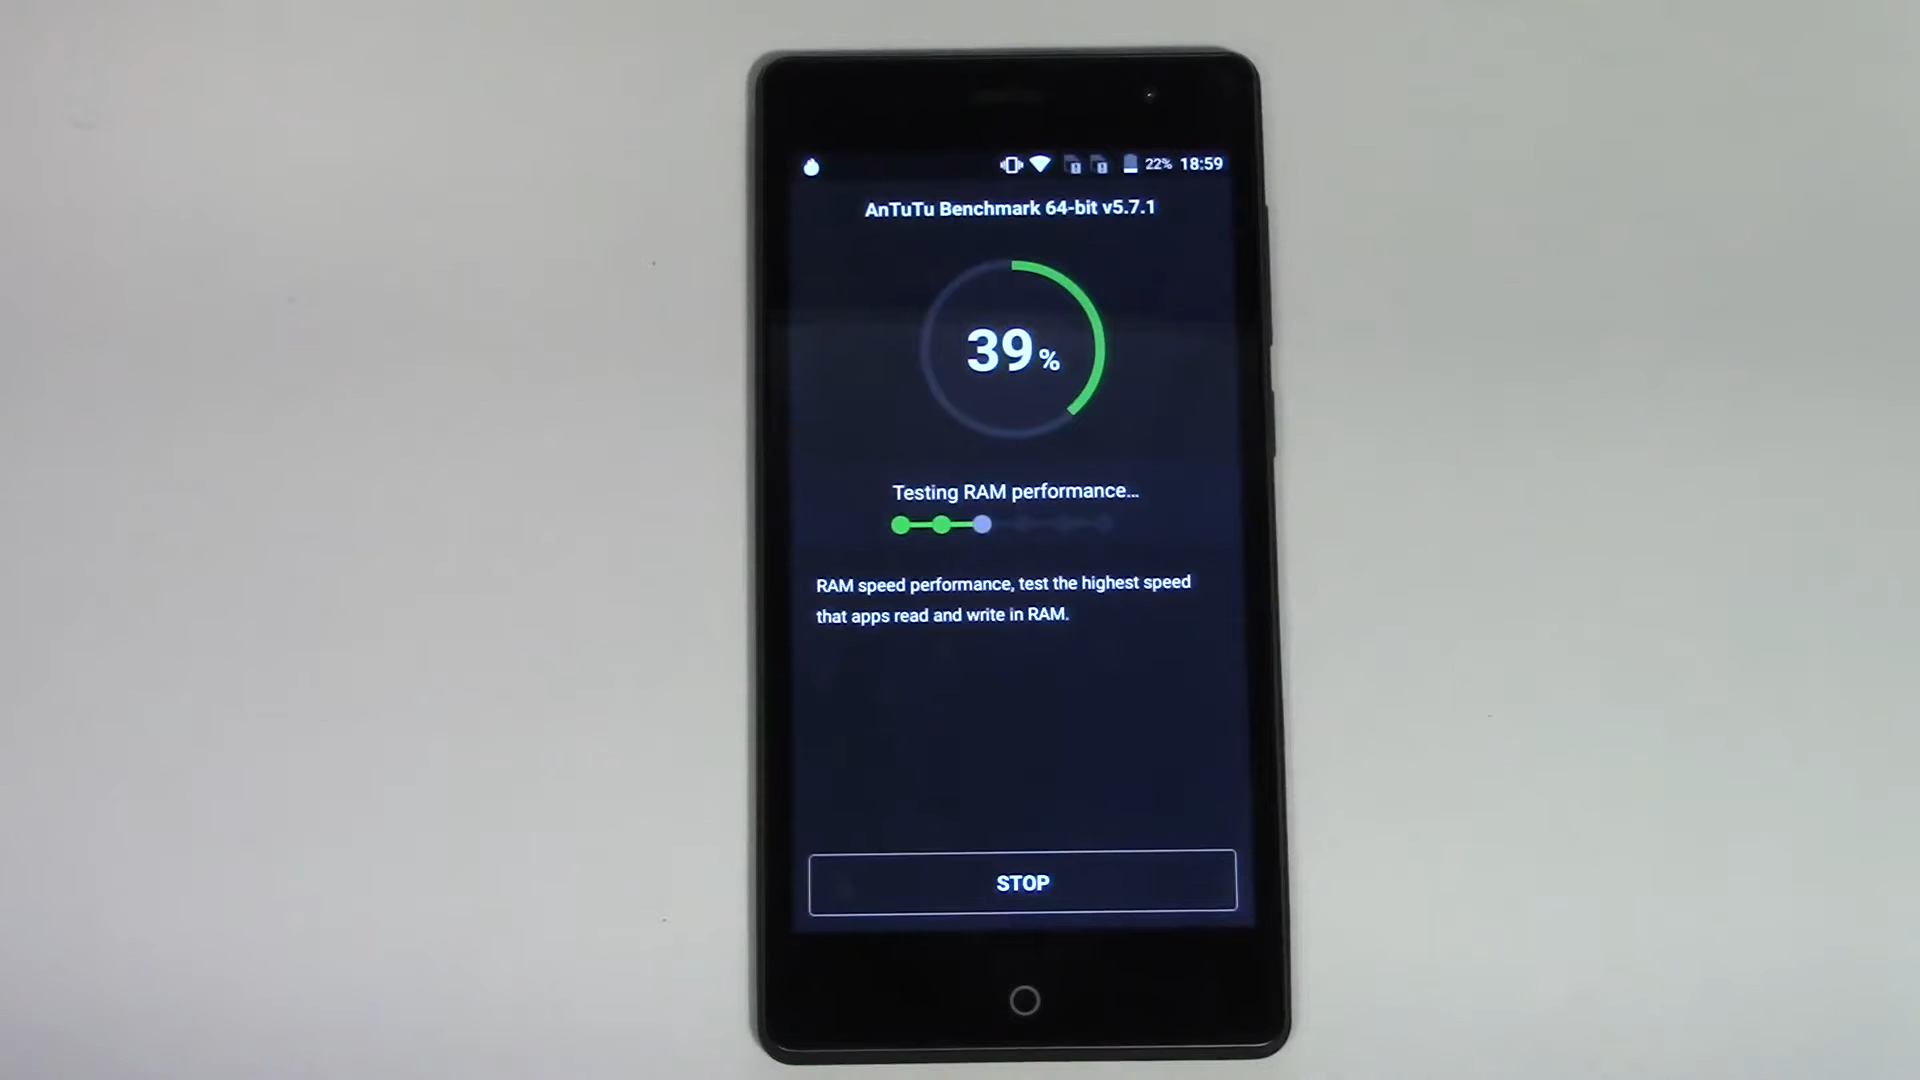 22% 18:59
AnTuTu Benchmark 64-bit v5.7.1
39%
Testing RAM performance...
RAM speed performance, test the highest speed
that apps read and write in RAM.
STOP